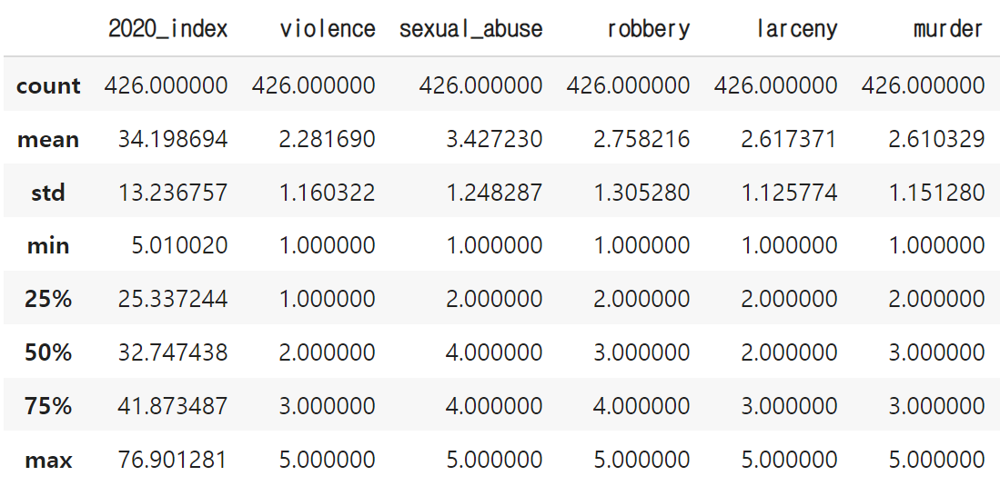 2020_index violence sexual_abuse robbery larceny murder
count 426.000000 426.000000 426.000000 426.000000 426.000000 426.000000
mean 34.198694 2.281690 3.427230 2.758216 2.617371 2.610329
std 13.236757 1.160322 1.248287 1.305280 1.125774 1.151280
min 5.010020 1.000000 1.000000 1.000000 1.000000 1.000000
25% 25.337244 1.000000 2.000000 2.000000 2.000000 2.000000
50% 32.747438 2.000000 4.000000 3.000000 2.000000 3.000000
75% 41.873487 3.000000 4.000000 4.000000 3.000000 3.000000
max 76.901281 5.000000 5.000000 5.000000 5.000000 5.000000